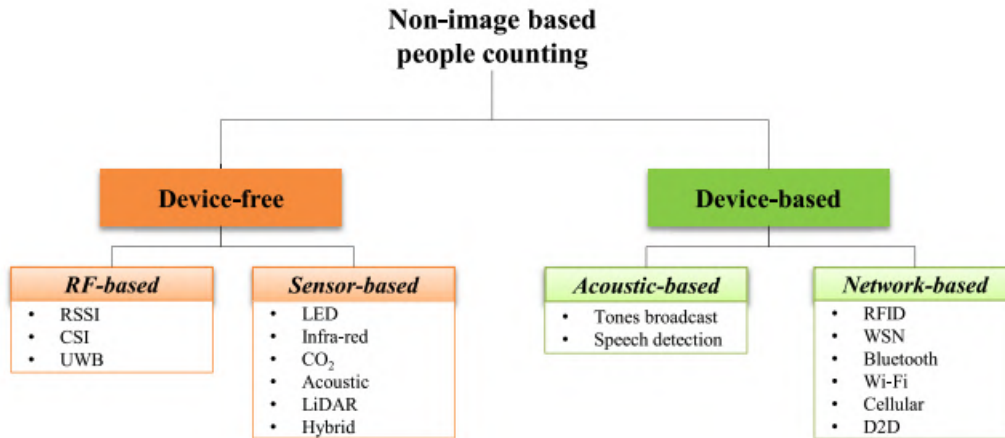 Non-image based
people counting
Device-free
Device-based
RF-based
• RSSI
• CSI
• UWB
Sensor-based
• LED
• Infra-red
• CO₂
• Acoustic
• LiDAR
• Hybrid
Acoustic-based
• Tones broadcast
• Speech detection
Network-based
• RFID
• WSN
• Bluetooth
• Wi-Fi
• Cellular
• D2D